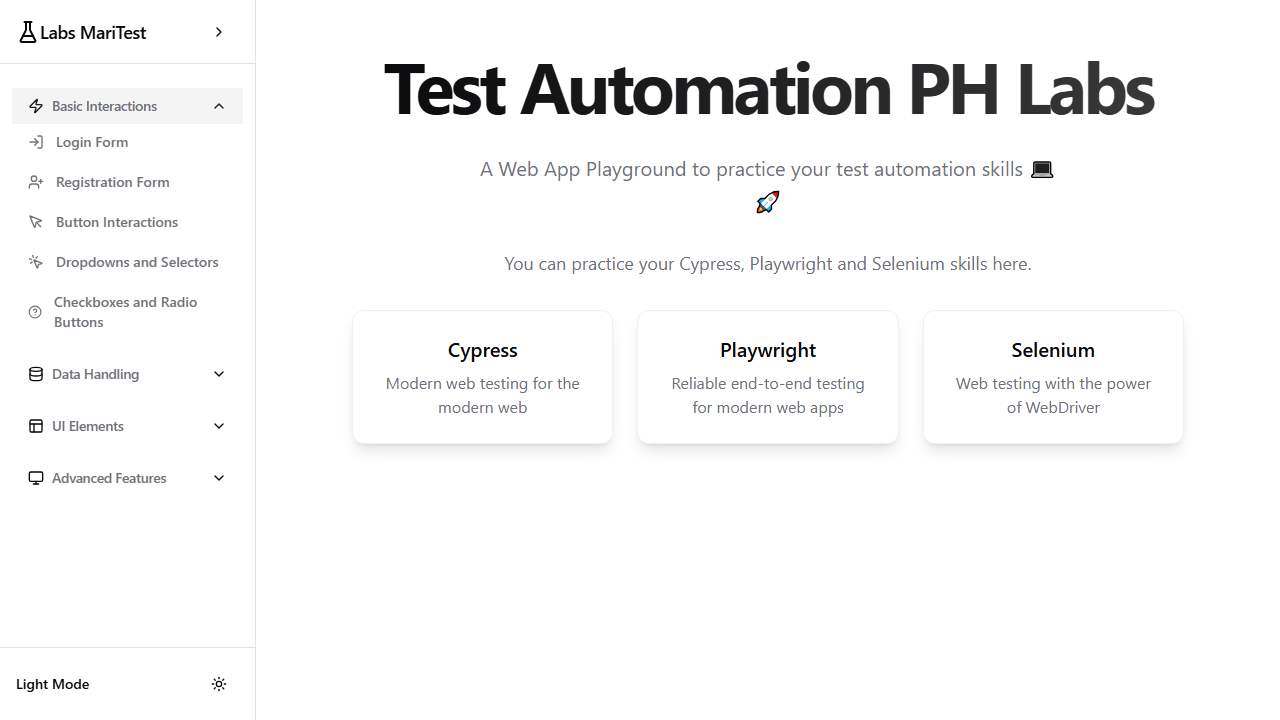 Labs MariTest
Basic Interactions
Login Form
Registration Form
Button Interactions
Dropdowns and Selectors
Checkboxes and Radio
Buttons
Data Handling
UI Elements
Advanced Features
Light Mode
Test Automation PH Labs
A Web App Playground to practice your test automation skills 💻
🚀
You can practice your Cypress, Playwright and Selenium skills here.
Cypress
Modern web testing for the
modern web
Playwright
Reliable end-to-end testing
for modern web apps
Selenium
Web testing with the power
of WebDriver